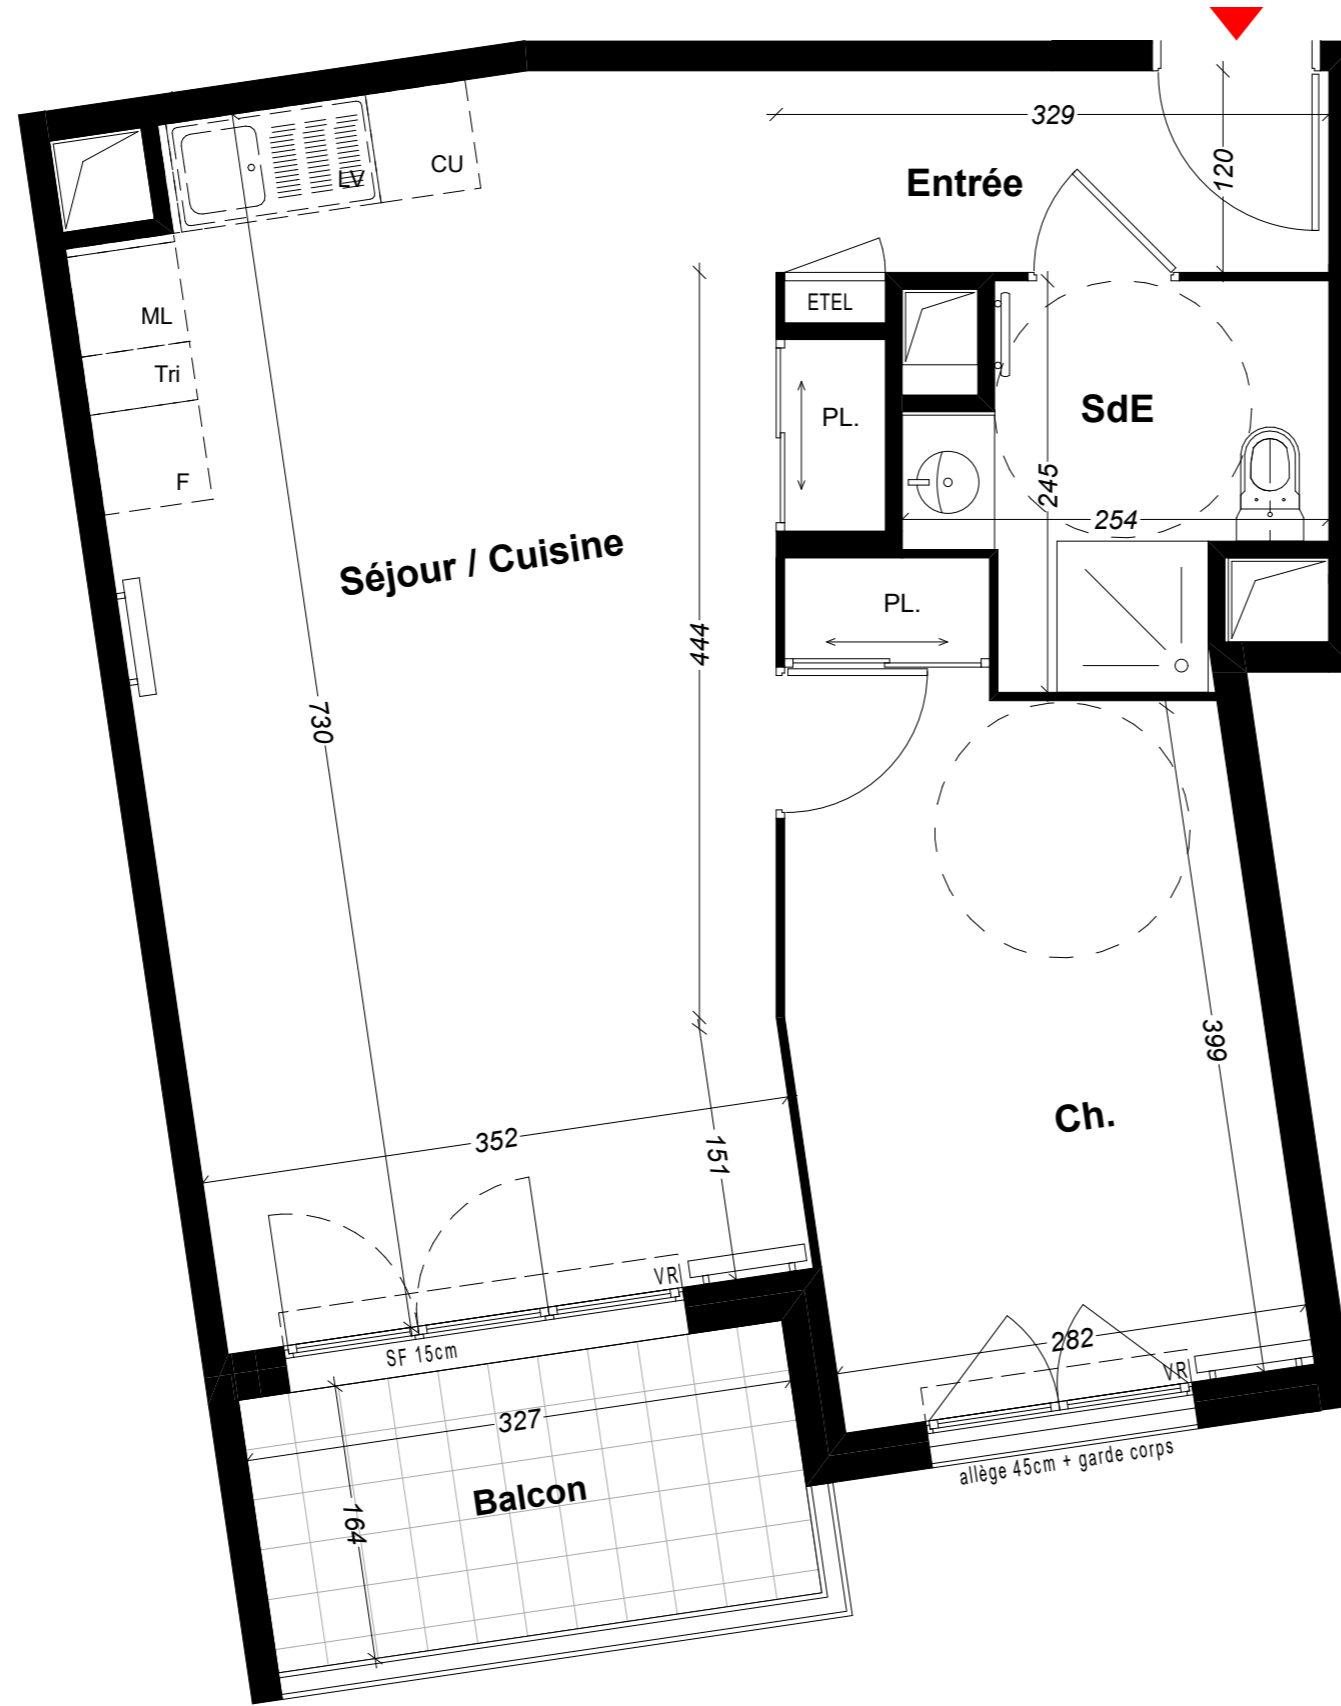 329
120
Entrée
LV
CU
ETEL
ML
Tri
F
PL.
SdE
245
254
Séjour / Cuisine
PL.
444
730
399
Ch.
352
151
VR
SF 15cm
282
VR
327
allège 45cm + garde corps
Balcon
164